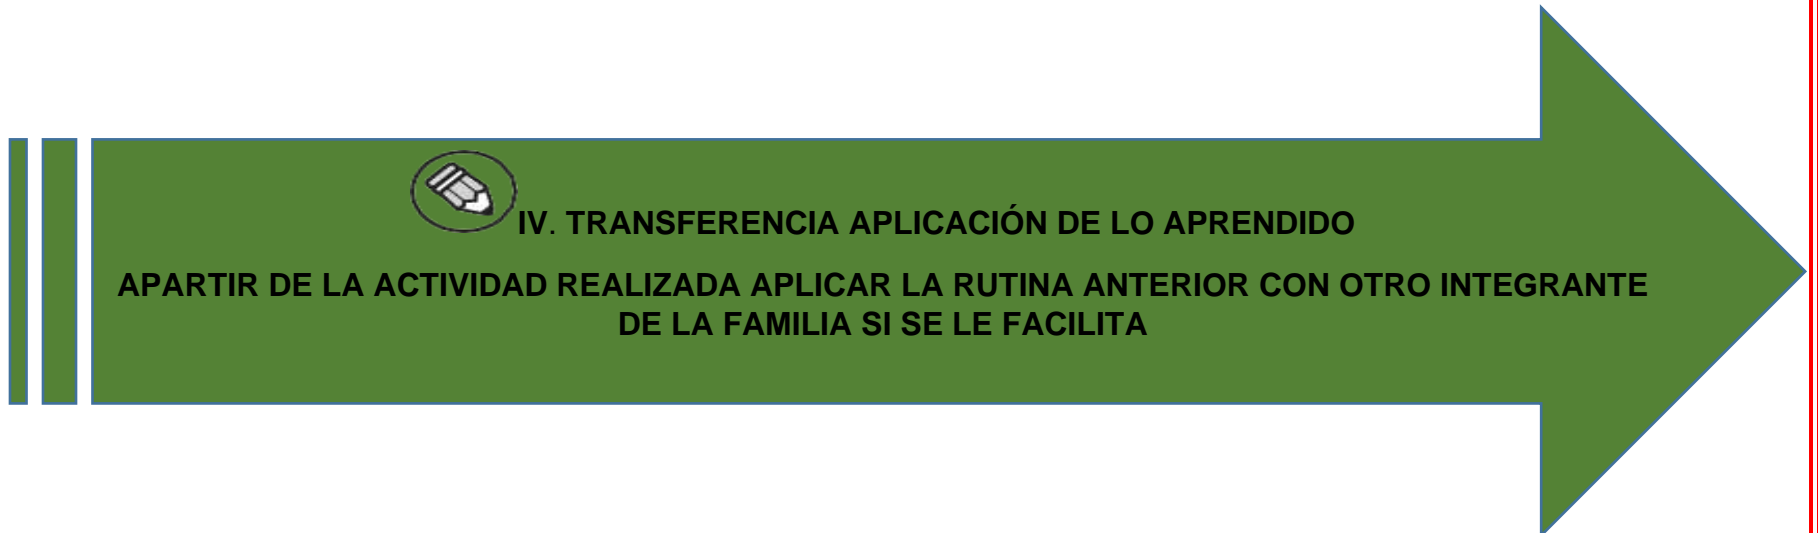 IV. TRANSFERENCIA APLICACIÓN DE LO APRENDIDO
APARTIR DE LA ACTIVIDAD REALIZADA APLICAR LA RUTINA ANTERIOR CON OTRO INTEGRANTE
DE LA FAMILIA SI SE LE FACILITA